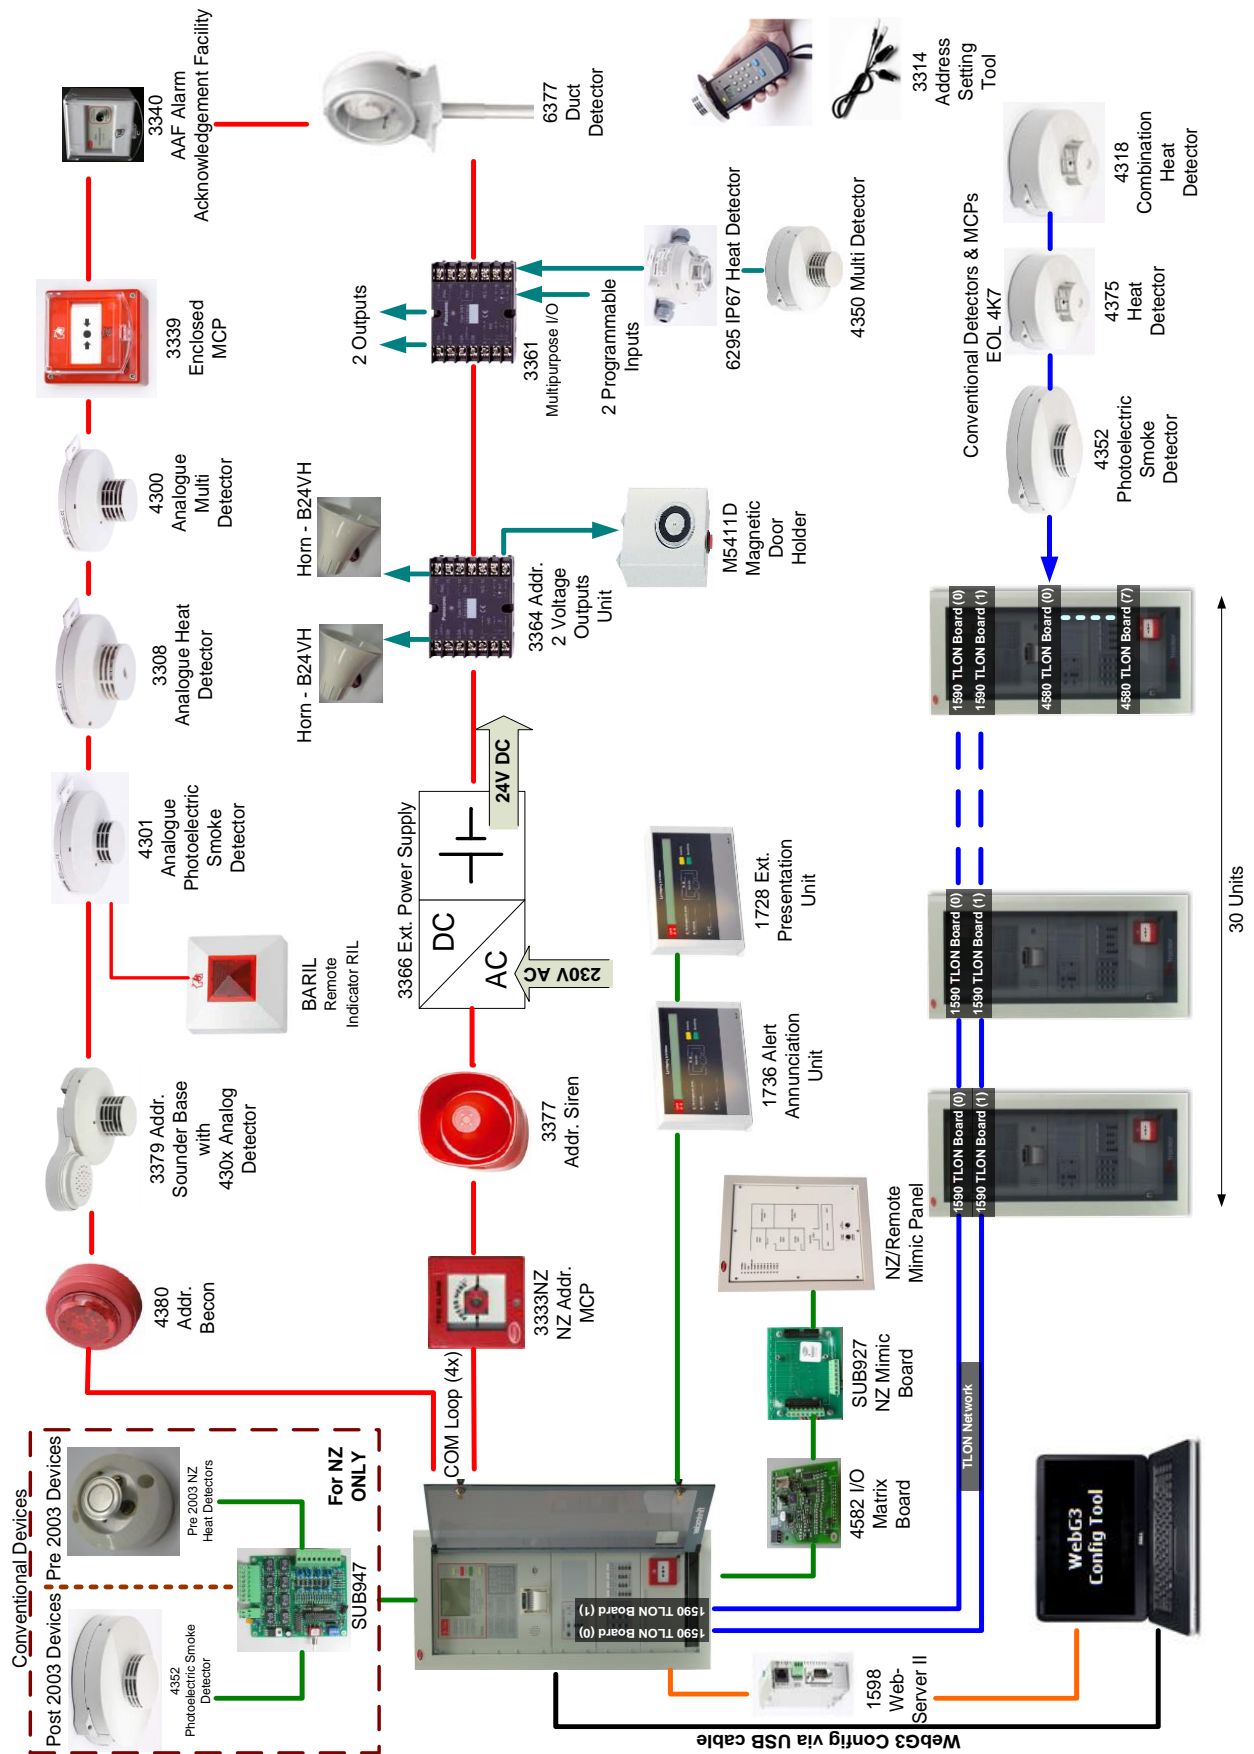 Conventional Devices
Post 2003 Devices
Pre 2003 Devices
4352
Photoelectric Smoke
Detector
Pre 2003 NZ
Heat Detectors
SUB947
For NZ
ONLY
4380
Addr.
Becon
3379 Addr.
Sounder Base
with
430x Analog
Detector
BARIL
Remote
Indicator RIL
4301
Analogue
Photoelectric
Smoke
Detector
3308
Analogue Heat
Detector
4300
Analogue
Multi
Detector
3339
Enclosed
MCP
3340
AAF Alarm
Acknowledgement Facility
COM Loop (4x)
3333NZ
NZ Addr.
MCP
3377
Addr. Siren
3366 Ext. Power Supply
DC
AC
230V AC
24V DC
Horn - B24VH
Horn - B24VH
3364 Addr.
2 Voltage
Outputs
Unit
M5411D
Magnetic
Door
Holder
2 Outputs
3361
Multipurpose I/O
2 Programmable
Inputs
6377
Duct
Detector
6295 IP67 Heat Detector
4350 Multi Detector
3314
Address
Setting
Tool
1736 Alert
Annunciation
Unit
1728 Ext.
Presentation
Unit
4582 I/O
Matrix
Board
SUB927
NZ Mimic
Board
NZ/Remote
Mimic Panel
Conventional Detectors & MCPs
EOL 4K7
4352
Photoelectric
Smoke
Detector
4375
Heat
Detector
4318
Combination
Heat
Detector
1590 TLON Board (0)
1590 TLON Board (1)
TLON Network
1590 TLON Board (0)
1590 TLON Board (1)
1590 TLON Board (0)
1590 TLON Board (1)
1590 TLON Board (0)
1590 TLON Board (1)
4580 TLON Board (0)
4580 TLON Board (7)
30 Units
1598
Web-
Server II
WebG3
Config Tool
WebG3 Config via USB cable